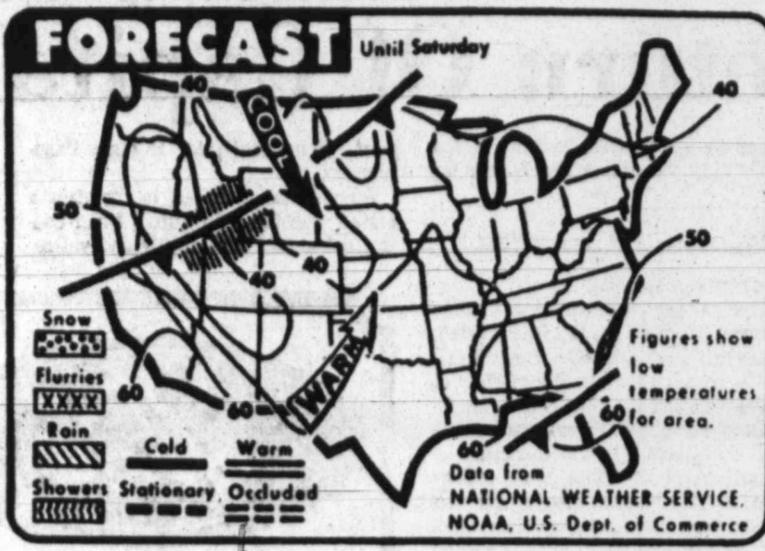 FORECAST Until Saturday
40
COOL
40
50
50
40
40
WARM
60
60
60
60
Figures show
low
temperatures
for area.
Snow
Flurries
XXXX
Rain
Showers
Cold Warm
Stationary Occluded
Data from
NATIONAL WEATHER SERVICE,
NOAA, U.S. Dept. of Commerce